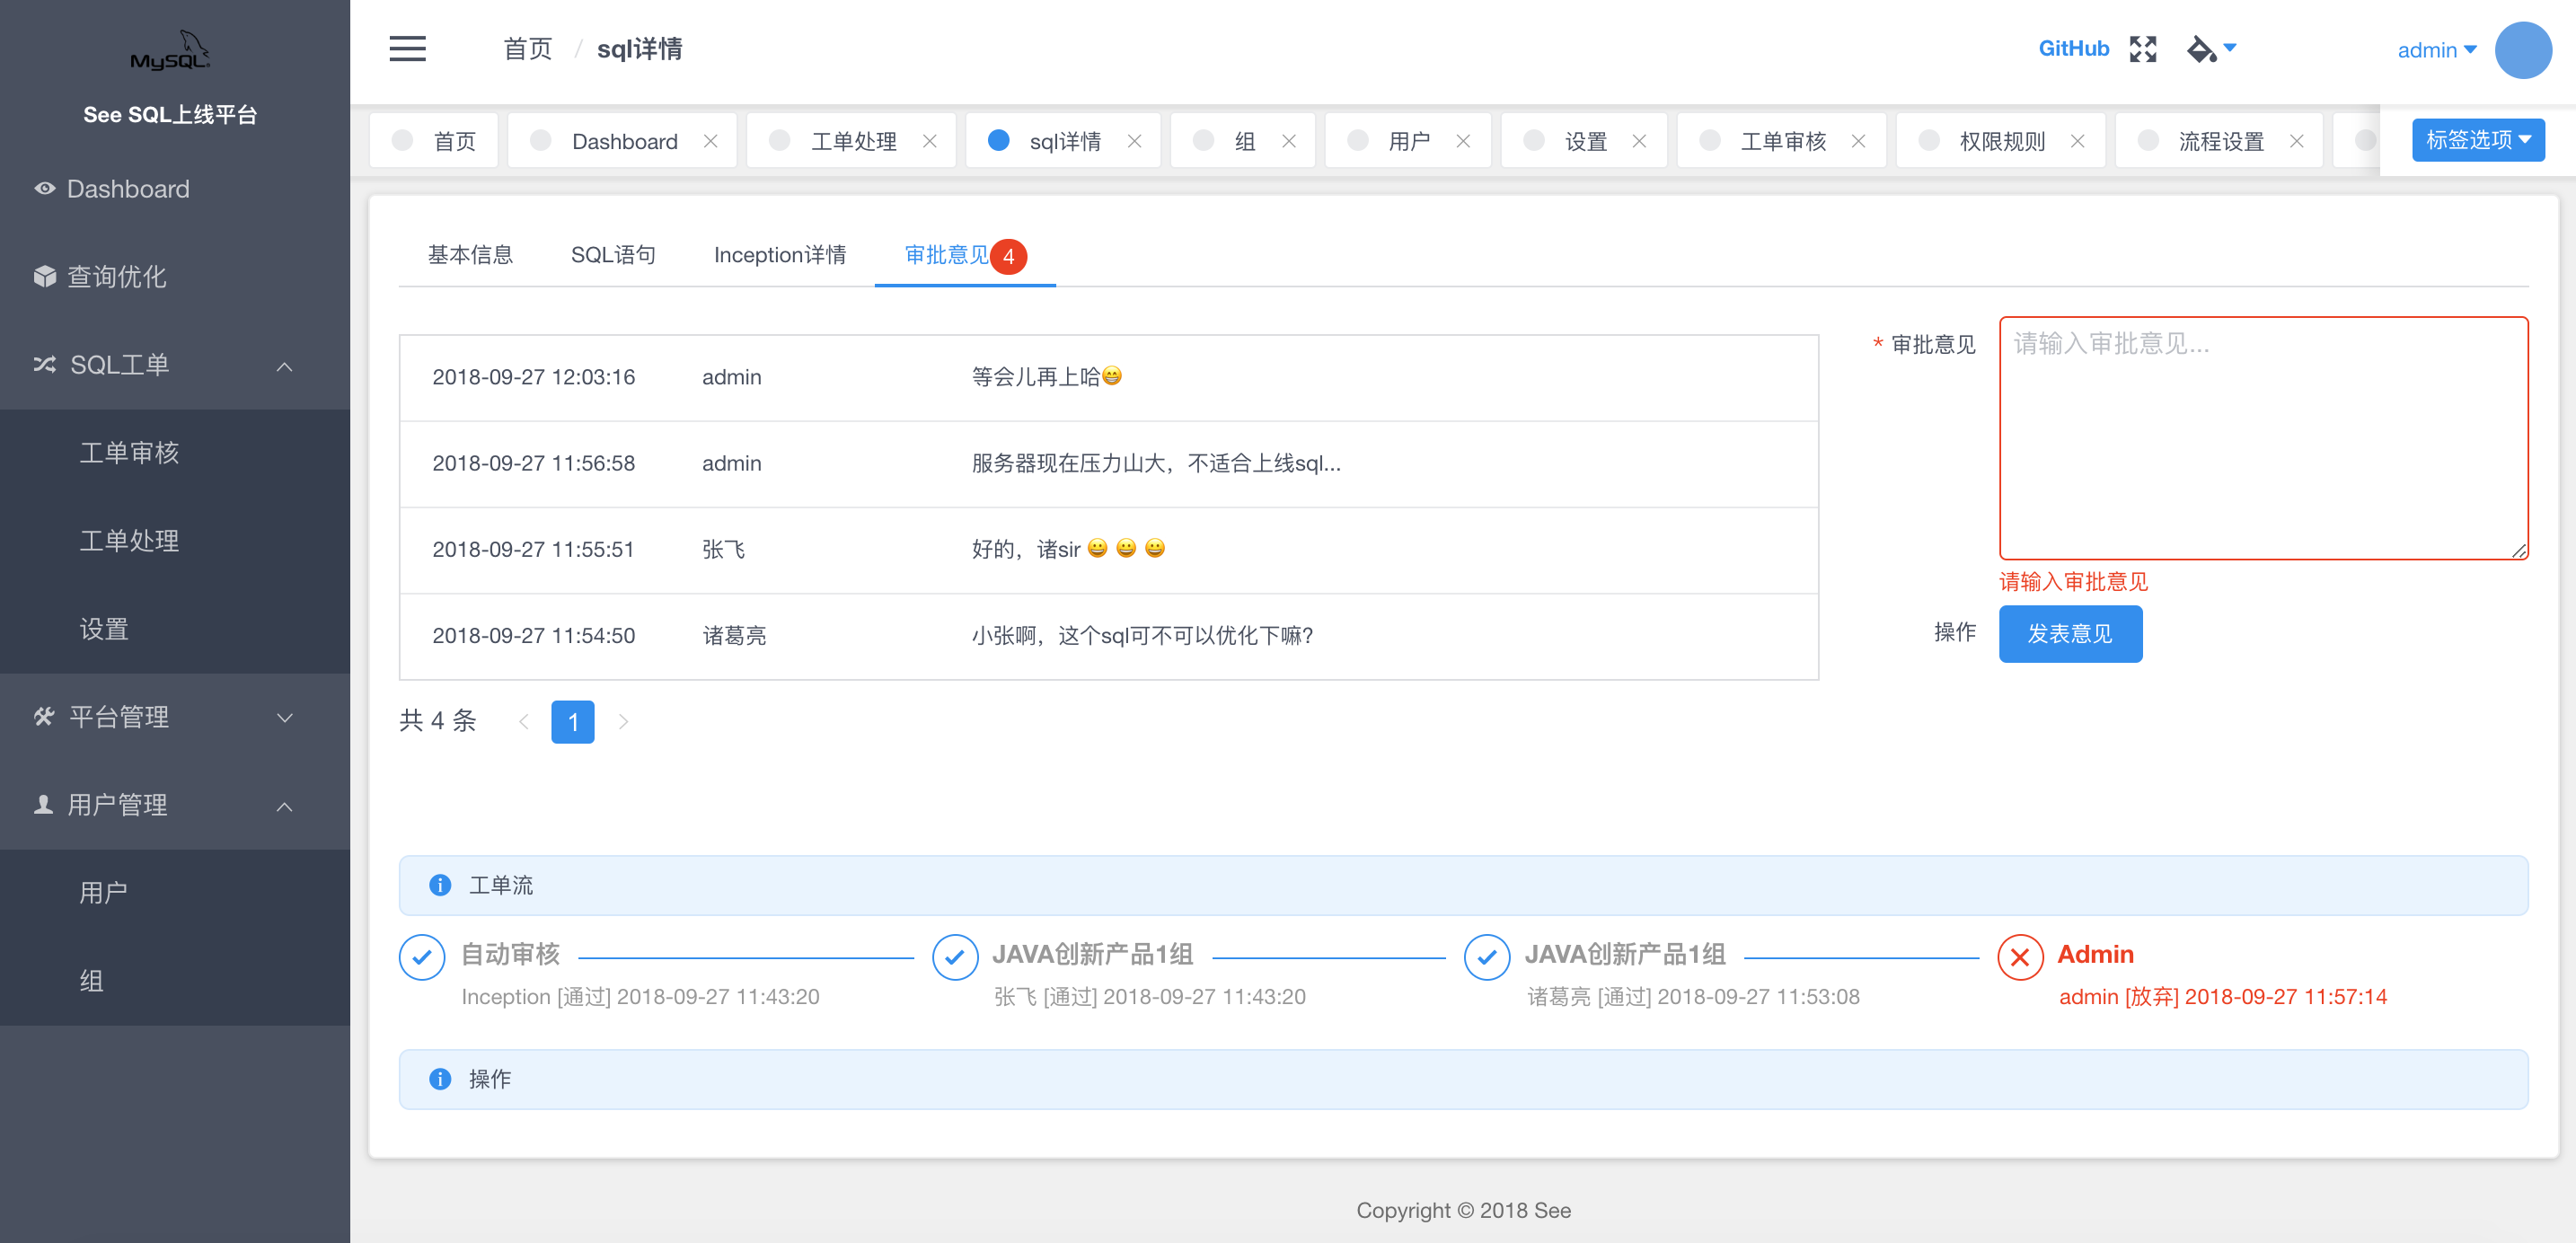 MySQL
See SQL上线平台
Dashboard
查询优化
SQL工单
工单审核
工单处理
设置
平台管理
用户管理
用户
组
首页 / sql详情
GitHub
admin
首页 Dashboard 工单处理 sql详情 组 用户 设置 工单审核 权限规则 流程设置 标签选项
基本信息 SQL语句 Inception详情 审批意见 4
2018-09-27 12:03:16 admin 等会儿再上哈😁
2018-09-27 11:56:58 admin 服务器现在压力山大，不适合上线sql...
2018-09-27 11:55:51 张飞 好的，诸sir 😀 😀 😀
2018-09-27 11:54:50 诸葛亮 小张啊，这个sql可不可以优化下嘛？
共 4 条 1
* 审批意见 请输入审批意见...
请输入审批意见
操作 发表意见
工单流
自动审核 JAVA创新产品1组 JAVA创新产品1组 Admin
Inception [通过] 2018-09-27 11:43:20 张飞 [通过] 2018-09-27 11:43:20 诸葛亮 [通过] 2018-09-27 11:53:08 admin [放弃] 2018-09-27 11:57:14
操作
Copyright © 2018 See